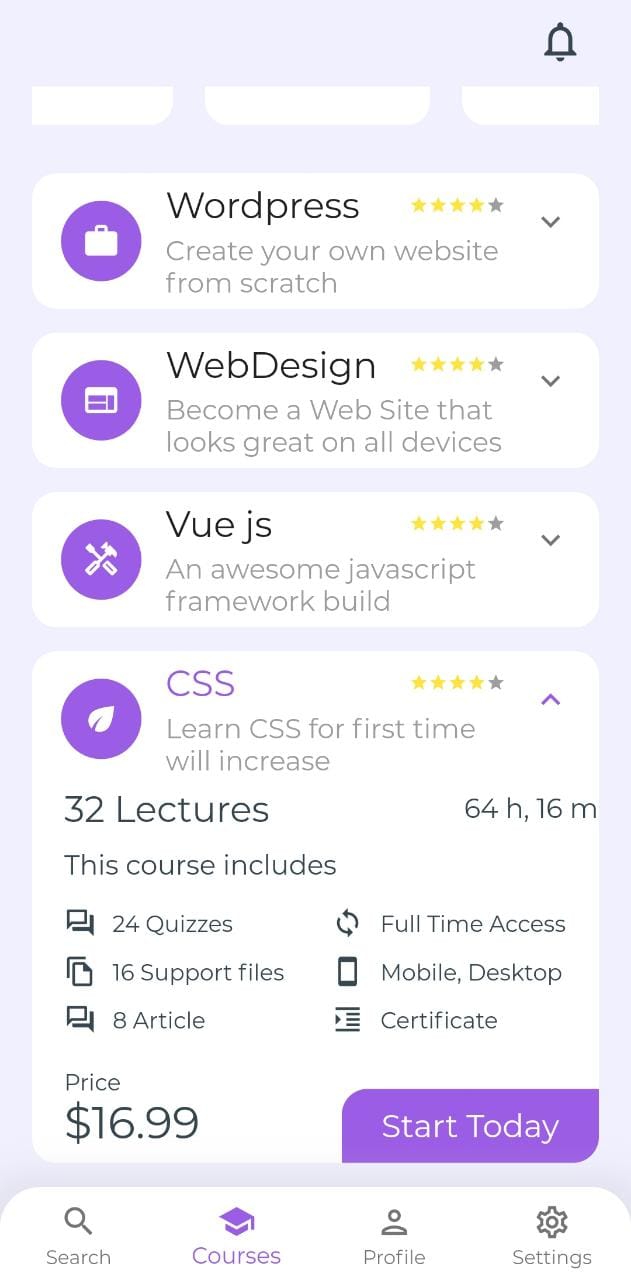 Wordpress
Create your own website
from scratch
WebDesign
Become a Web Site that
looks great on all devices
Vue js
An awesome javascript
framework build
CSS
Learn CSS for first time
will increase
32 Lectures 64 h, 16 m
This course includes
24 Quizzes Full Time Access
16 Support files Mobile, Desktop
8 Article Certificate
Price
$16.99 Start Today
Search Courses Profile Settings